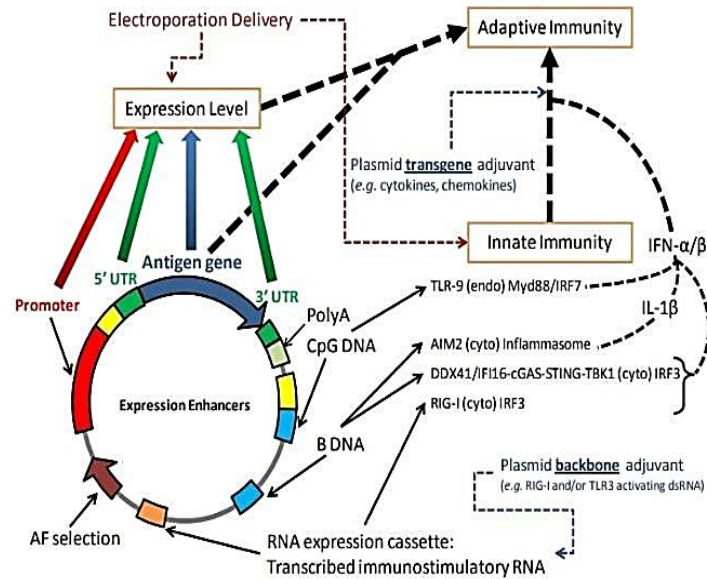 Electroporation Delivery
Adaptive Immunity
Expression Level
Plasmid transgene adjuvant
(e.g. cytokines, chemokines)
Innate Immunity
IFN-α/β
Antigen gene
5' UTR
3' UTR
Promoter
TLR-9 (endo) Myd88/IRF7
IL-1β
PolyA
CpG DNA
AIM2 (cyto) Inflammasome
DDX41/IFI16-cGAS-STING-TBK1 (cyto) IRF3
RIG-I (cyto) IRF3
Expression Enhancers
B DNA
Plasmid backbone adjuvant
(e.g. RIG-I and/or TLR3 activating dsRNA)
AF selection
RNA expression cassette:
Transcribed immunostimulatory RNA